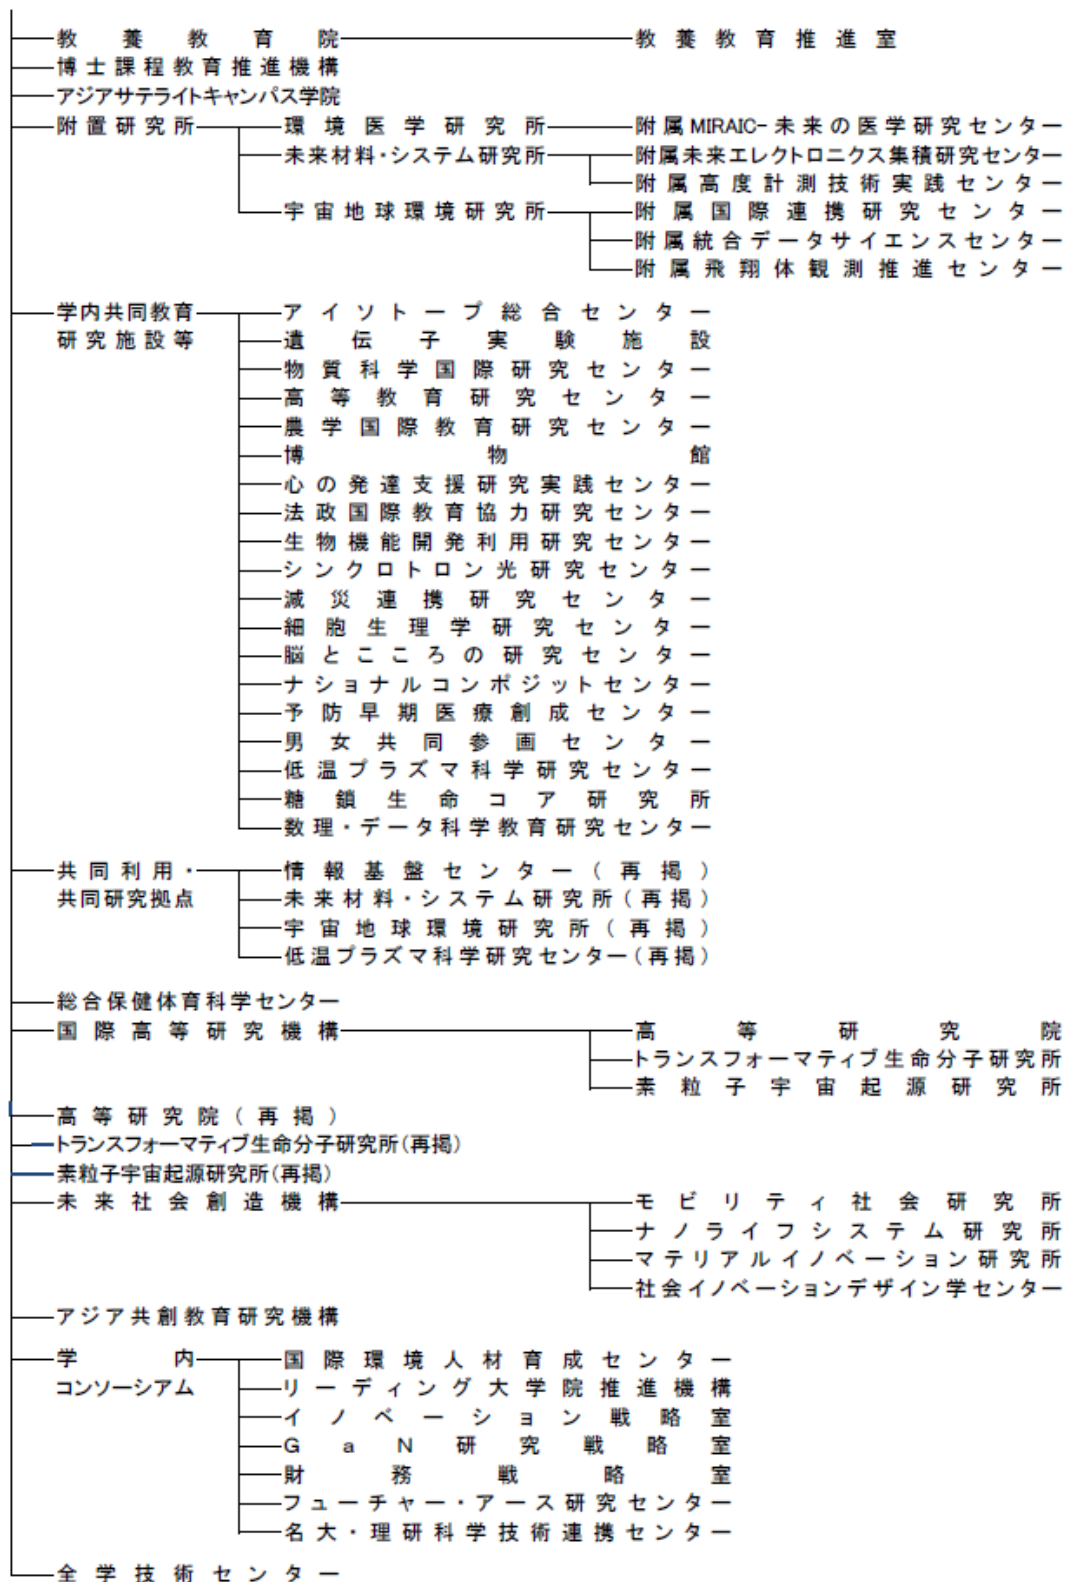 教養教育院 教養教育推進室
博士課程教育推進機構
アジアサテライトキャンパス学院
附置研究所 環境医学研究所 附属MIRAIC-未来の医学研究センター
未来材料・システム研究所 附属未来エレクトロニクス集積研究センター
附属高度計測技術実践センター
宇宙地球環境研究所 附属国際連携研究センター
附属統合データサイエンスセンター
附属飛翔体観測推進センター
学内共同教育 アイソトープ総合センター
研究施設等 遺伝子実験施設
物質科学国際研究センター
高等教育研究センター
農学国際教育研究センター
博物館
心の発達支援研究実践センター
法政国際教育協力研究センター
生物機能開発利用研究センター
シンクロトロン光研究センター
減災連携研究センター
細胞生理学研究センター
脳とこころの研究センター
ナショナルコンポジットセンター
予防早期医療創成センター
男女共同参画センター
低温プラズマ科学研究センター
糖鎖生命コア研究所
数理・データ科学教育研究センター
共同利用・ 情報基盤センター(再掲)
共同研究拠点 未来材料・システム研究所(再掲)
宇宙地球環境研究所(再掲)
低温プラズマ科学研究センター(再掲)
総合保健体育科学センター
国際高等研究機構 高等研究院
トランスフォーマティブ生命分子研究所
素粒子宇宙起源研究所
高等研究院(再掲)
トランスフォーマティブ生命分子研究所(再掲)
素粒子宇宙起源研究所(再掲)
未来社会創造機構 モビリティ社会研究所
ナノライフシステム研究所
マテリアルイノベーション研究所
社会イノベーションデザイン学センター
アジア共創教育研究機構
学内 国際環境人材育成センター
コンソーシアム リーディング大学院推進機構
イノベーション戦略室
GaN研究戦略室
財務戦略室
フューチャー・アース研究センター
名大・理研科学技術連携センター
全学技術センター